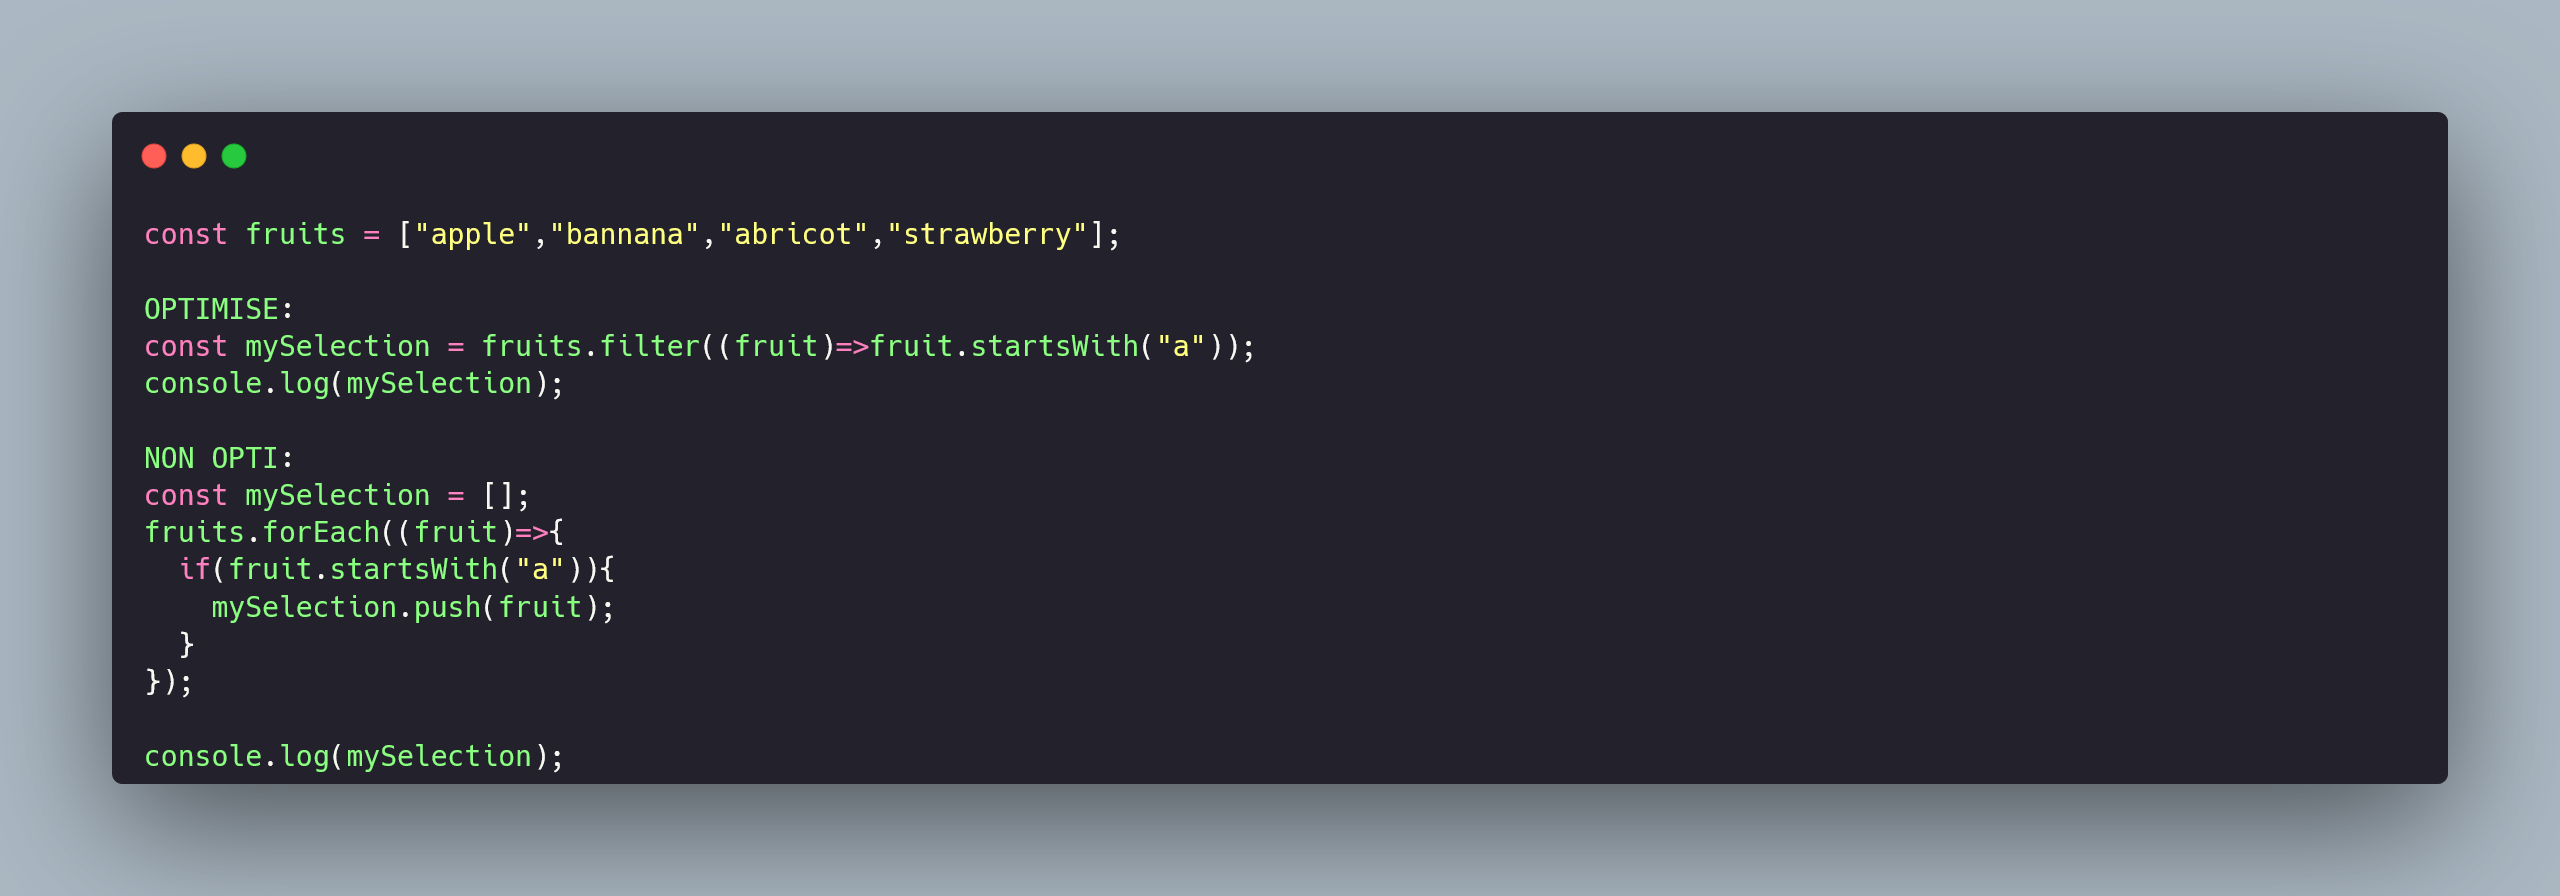 const fruits = ["apple","bannana","abricot","strawberry"];
OPTIMISE:
const mySelection = fruits.filter((fruit)=>fruit.startsWith("a"));
console.log(mySelection);
NON OPTI:
const mySelection = [];
fruits.forEach((fruit)=>{
  if(fruit.startsWith("a")){
    mySelection.push(fruit);
  }
});
console.log(mySelection);